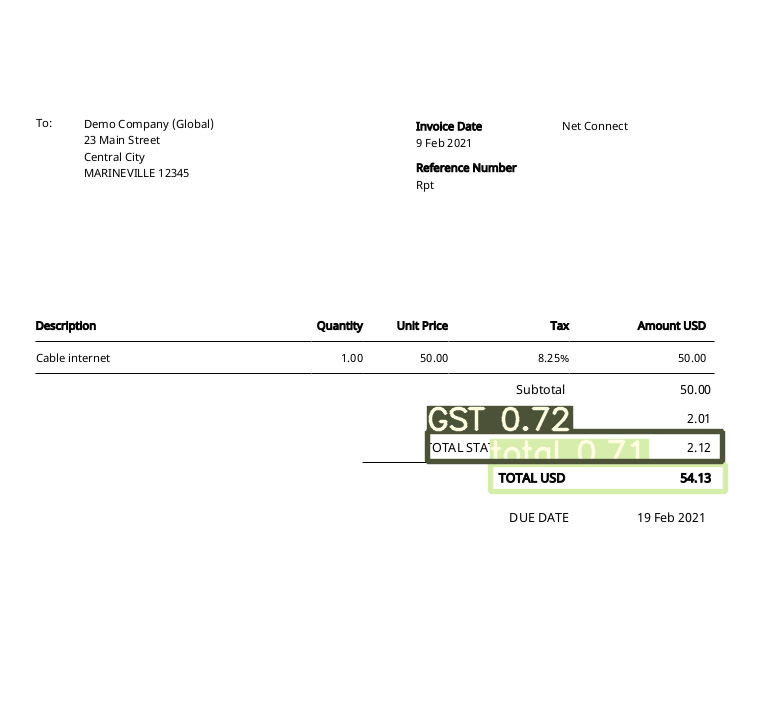 To: Demo Company (Global)
23 Main Street
Central City
MARINEVILLE 12345
Invoice Date
9 Feb 2021
Reference Number
Rpt
Net Connect
Description Quantity Unit Price Tax Amount USD
Cable internet 1.00 50.00 8.25% 50.00
Subtotal 50.00
GST 0.72 2.01
TOTAL total 0.71 2.12
TOTAL USD 54.13
DUE DATE 19 Feb 2021